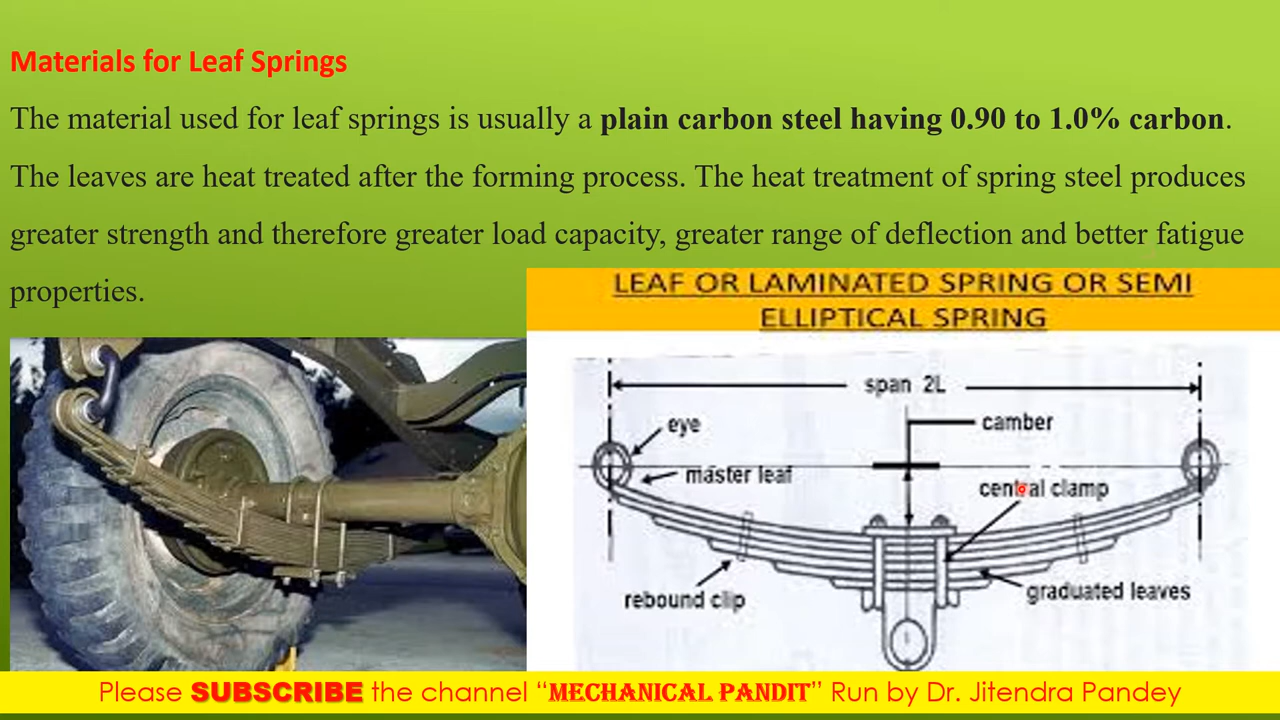 Materials for Leaf Springs
The material used for leaf springs is usually a plain carbon steel having 0.90 to 1.0% carbon.
The leaves are heat treated after the forming process. The heat treatment of spring steel produces
greater strength and therefore greater load capacity, greater range of deflection and better fatigue
properties.
LEAF OR LAMINATED SPRING OR SEMI
ELLIPTICAL SPRING
span 2L
eye
camber
master leaf
central clamp
rebound clip
graduated leaves
Please SUBSCRIBE the channel “MECHANICAL PANDIT” Run by Dr. Jitendra Pandey